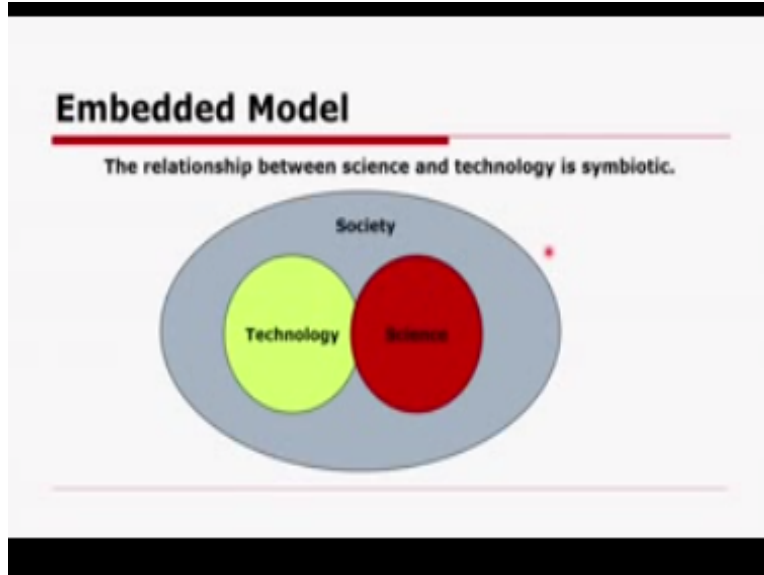 Embedded Model
The relationship between science and technology is symbiotic.
Society
Technology
Science